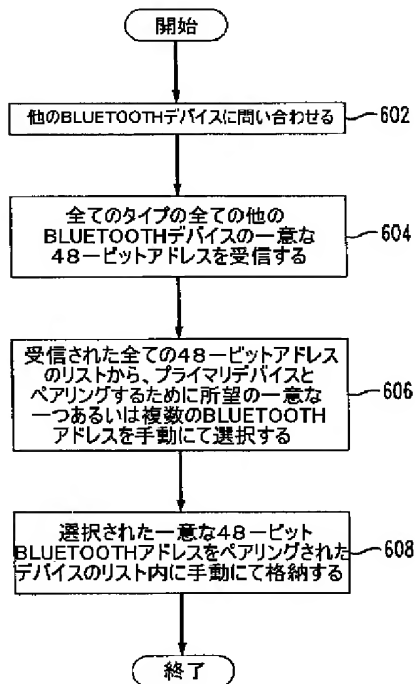 開始
他のBLUETOOTHデバイスに問い合わせる
602
全てのタイプの全ての他の
BLUETOOTHデバイスの一意な
48－ビットアドレスを受信する
604
受信された全ての48－ビットアドレス
のリストから、プライマリデバイスと
ペアリングするために所望の一意な
一つあるいは複数のBLUETOOTH
アドレスを手動にて選択する
606
選択された一意な48－ビット
BLUETOOTHアドレスをペアリングされた
デバイスのリスト内に手動にて格納する
608
終了